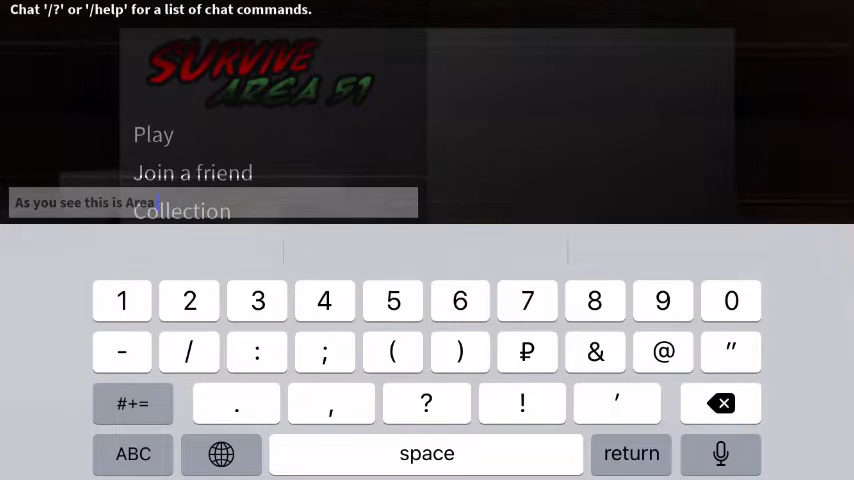 Chat '/?' or '/help' for a list of chat commands.
SURVIVE
AREA 51
Play
Join a friend
As you see this is Area
Collection
1 2 3 4 5 6 7 8 9 0
- / : ; ( ) ₽ & @ "
#+= . , ? ! '
ABC space return